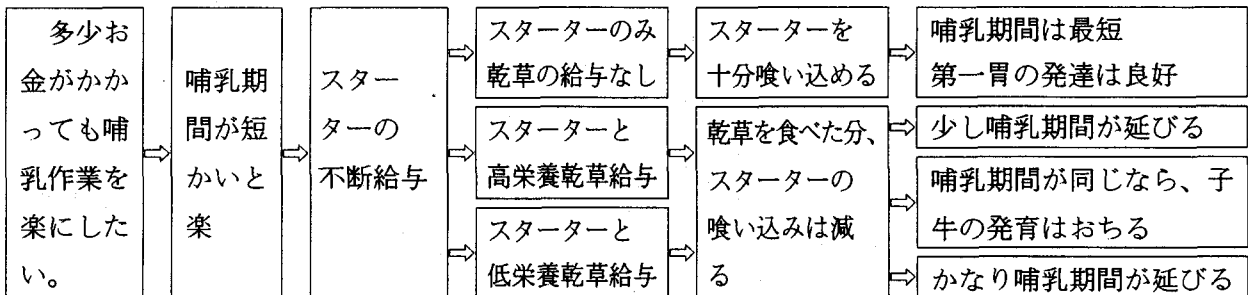 多少お
金がかか
っても哺
乳作業を
楽にした
い。
哺乳期
間が短
かいと
楽
スター
ターの
不断給与
スターターのみ
乾草の給与なし
スターターと
高栄養乾草給与
スターターと
低栄養乾草給与
スターターを
十分喰い込める
乾草を食べた分、
スターターの
喰い込みは減
る
哺乳期間は最短
第一胃の発達は良好
少し哺乳期間が延びる
哺乳期間が同じなら、子
牛の発育はおちる
かなり哺乳期間が延びる